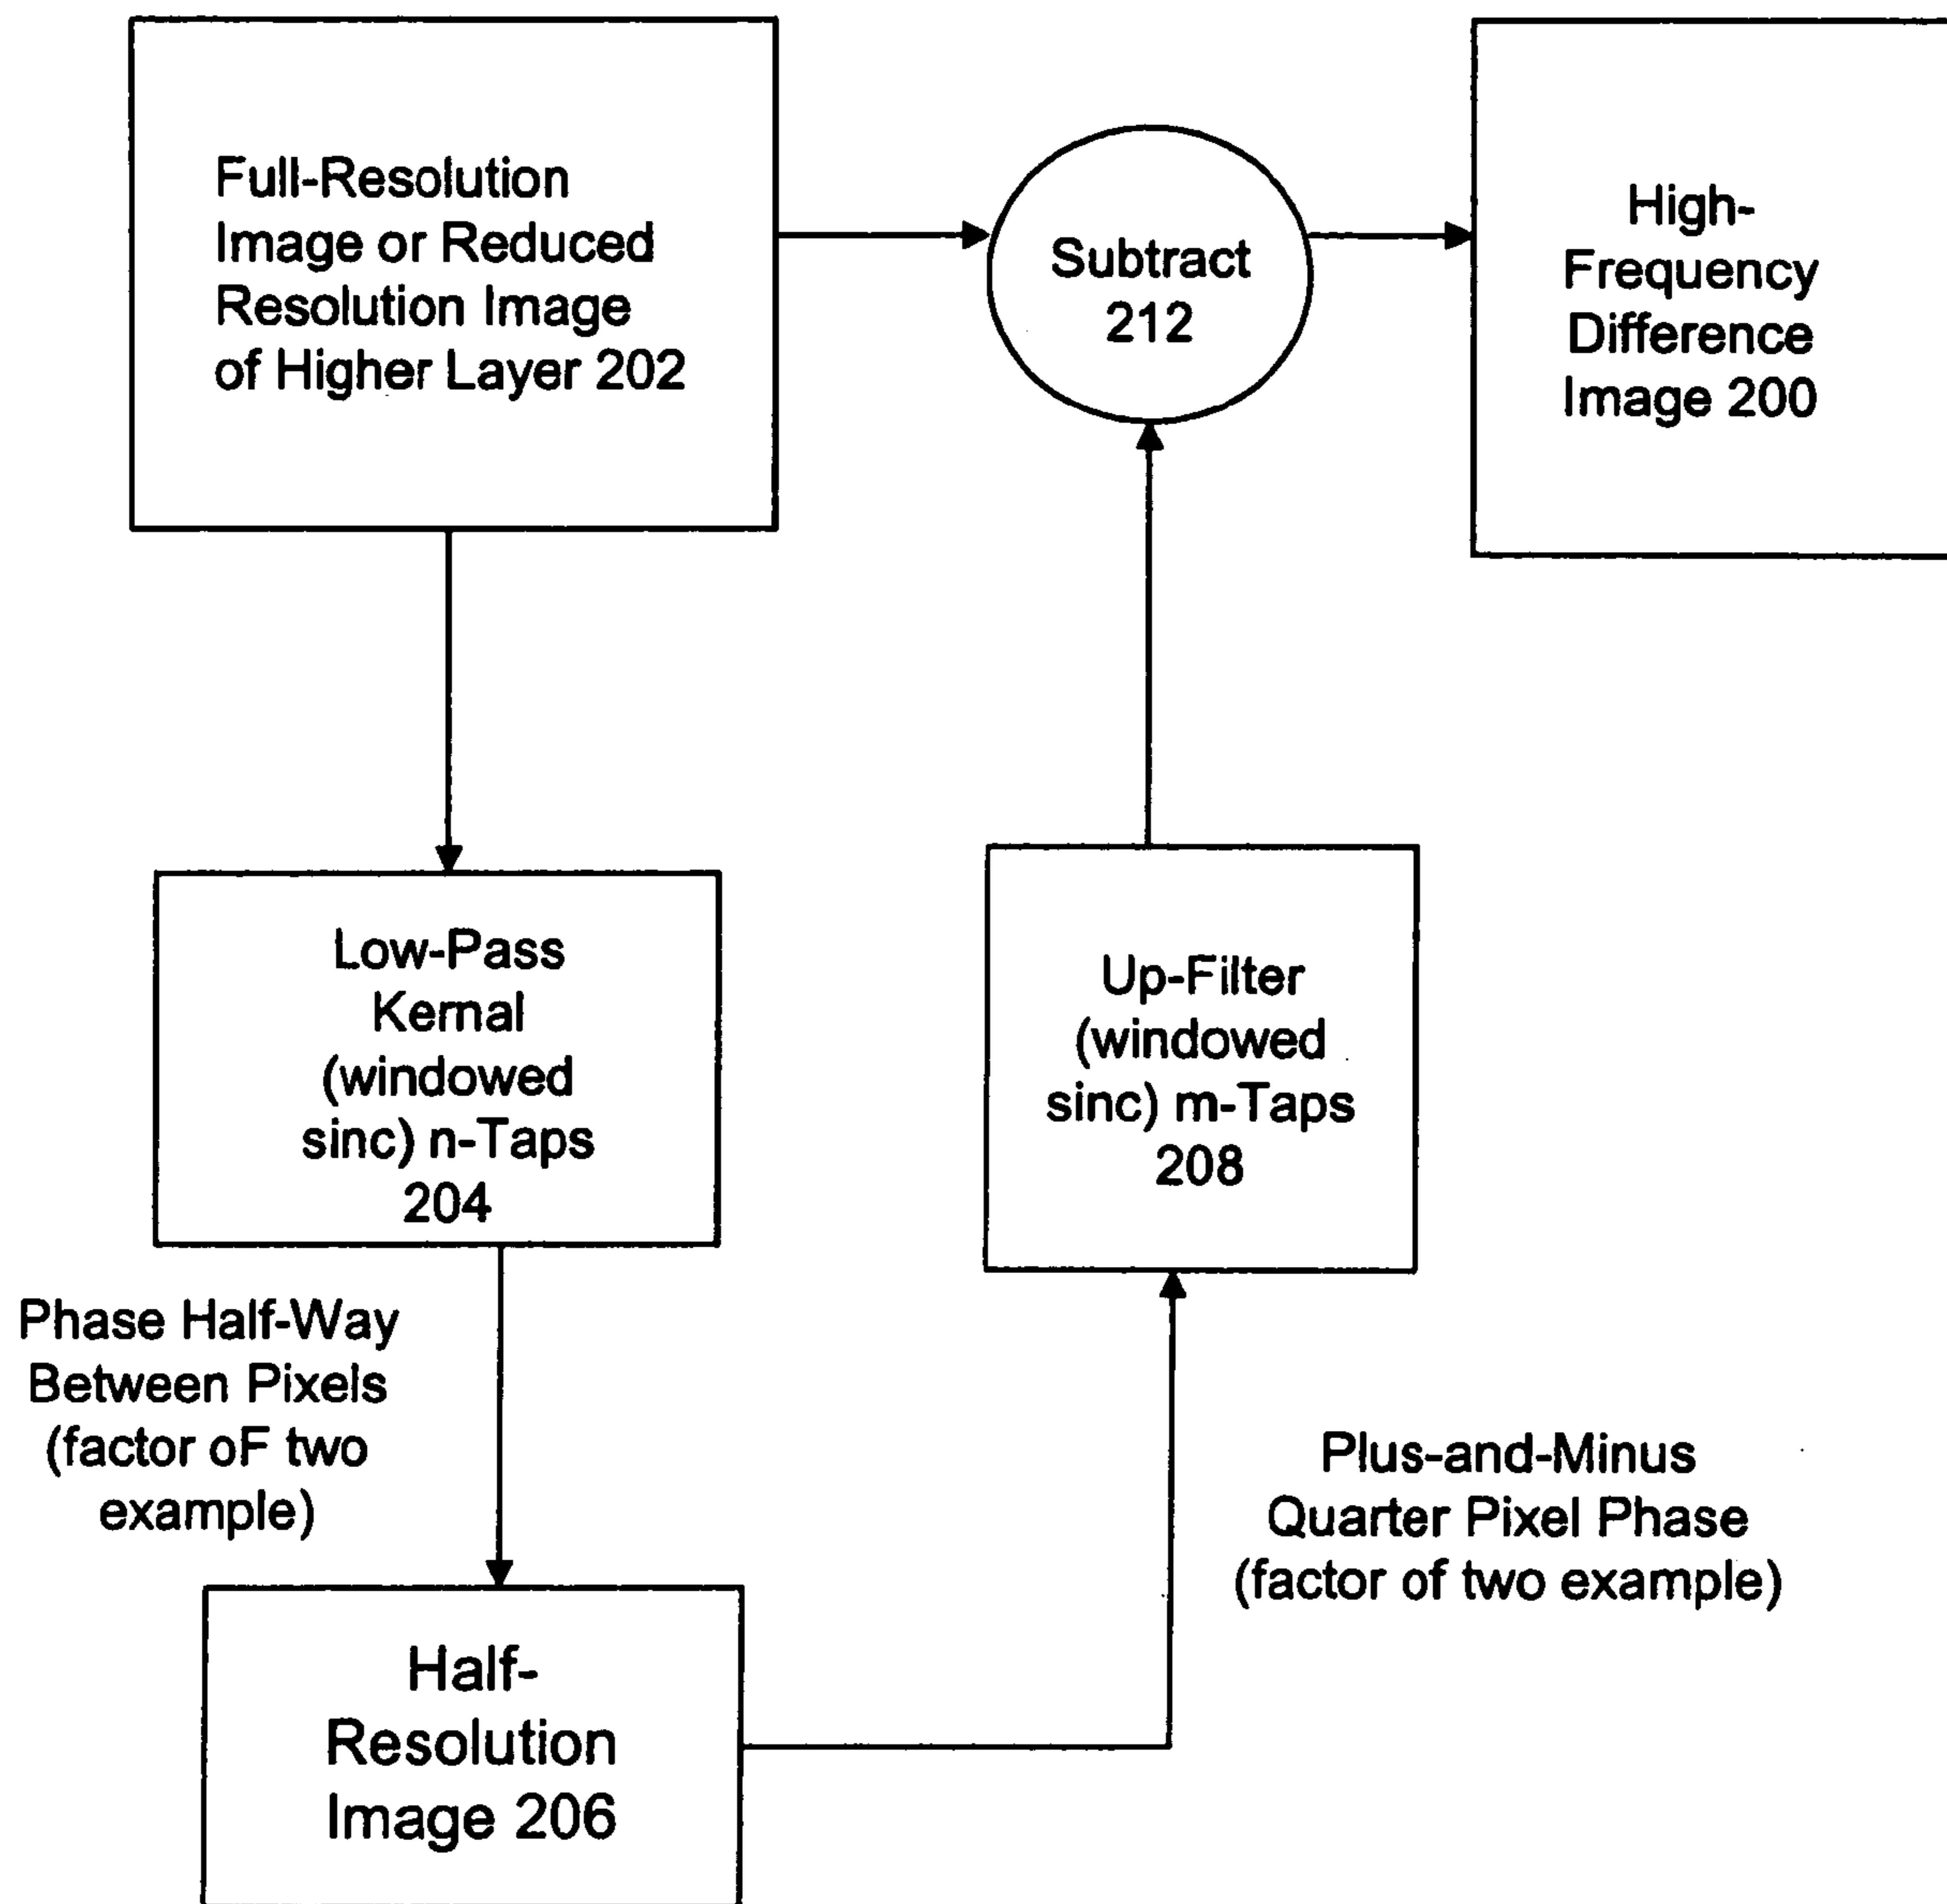 Full-Resolution
Image or Reduced
Resolution Image
of Higher Layer 202
Subtract
212
High-
Frequency
Difference
Image 200
Low-Pass
Kernal
(windowed
sinc) n-Taps
204
Up-Filter
(windowed
sinc) m-Taps
208
Phase Half-Way
Between Pixels
(factor oF two
example)
Plus-and-Minus
Quarter Pixel Phase
(factor of two example)
Half-
Resolution
Image 206